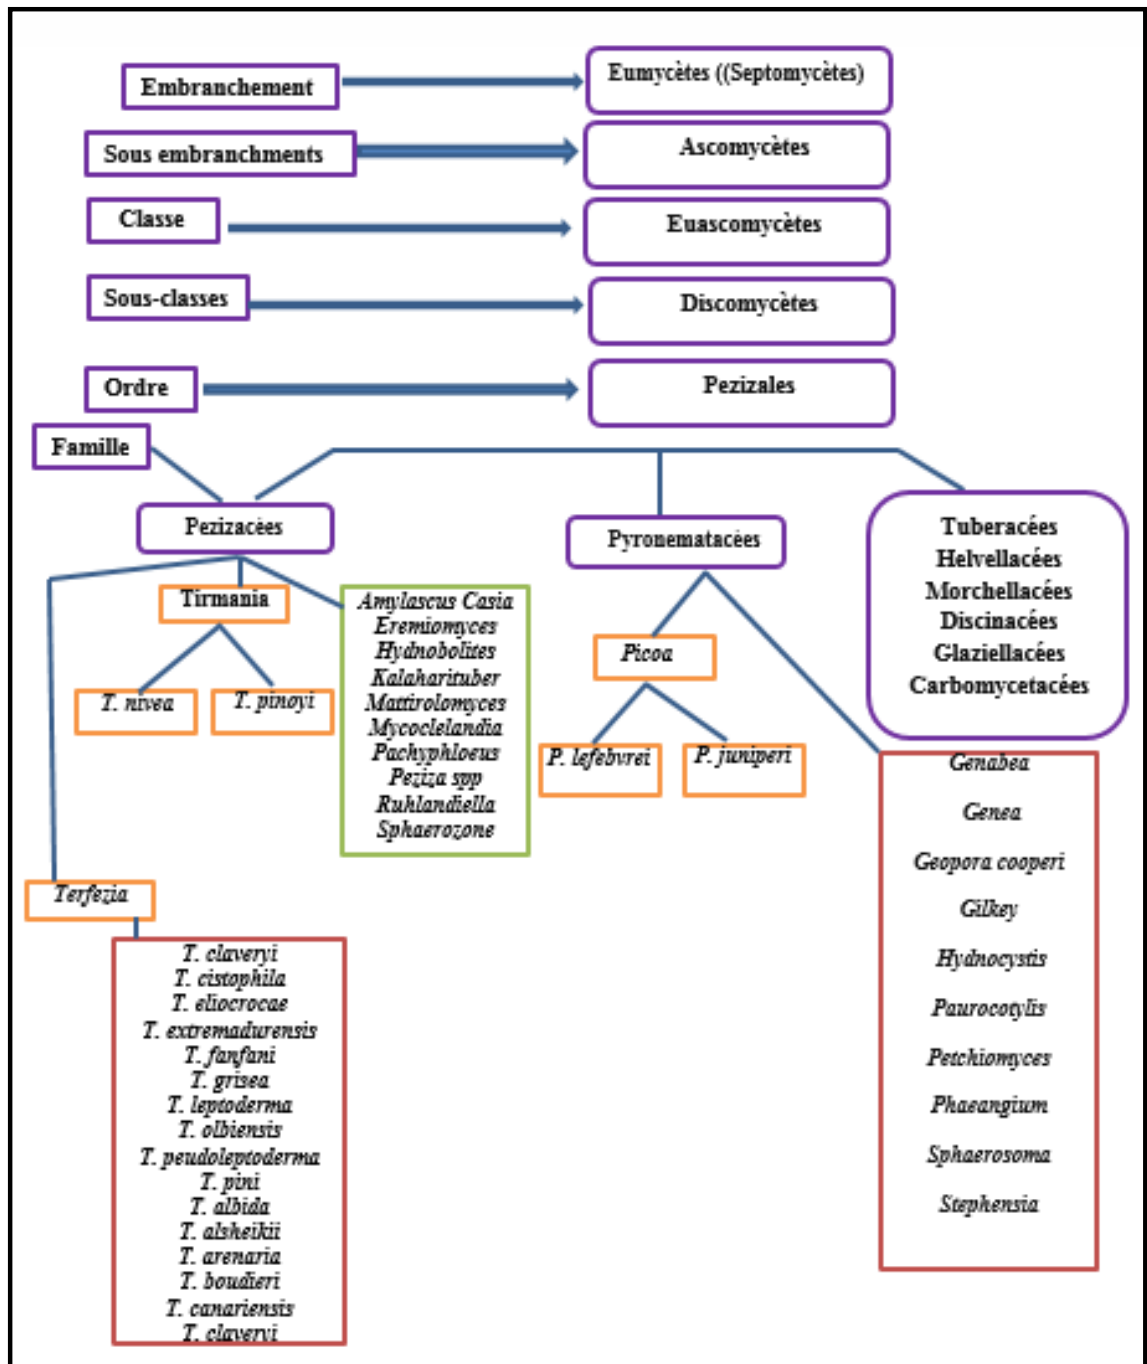 Embranchement
Eumycètes ((Septomycètes)
Sous embranchments
Ascomycètes
Classe
Euascomycètes
Sous-classes
Discomycètes
Ordre
Pezizales
Famille
Pezizacèes
Pyronematacèes
Tuberacées
Helvellacées
Morchellacées
Discinacées
Glaziellacées
Carbomycetacées
Tirmania
T. nivea
T. pinoyi
Amylascus Casia
Eremiomyces
Hydnobolites
Kalaharituber
Mattirolomyces
Mycoclelandia
Pachyphloeus
Peziza spp
Ruhlandiella
Sphaerozone
Picoa
P. lefebvrei
P. juniperi
Genabea
Genea
Geopora cooperi
Gilkey
Hydnocystis
Paurocotylis
Petchiomyces
Phaeangium
Sphaerosoma
Stephensia
Terfezia
T. claveryi
T. cistophila
T. eliocrocae
T. extremadurensis
T. fanfani
T. grisea
T. leptoderma
T. olbiensis
T. peudoleptoderma
T. pini
T. albida
T. alsheikii
T. arenaria
T. boudieri
T. canariensis
T. claveryi